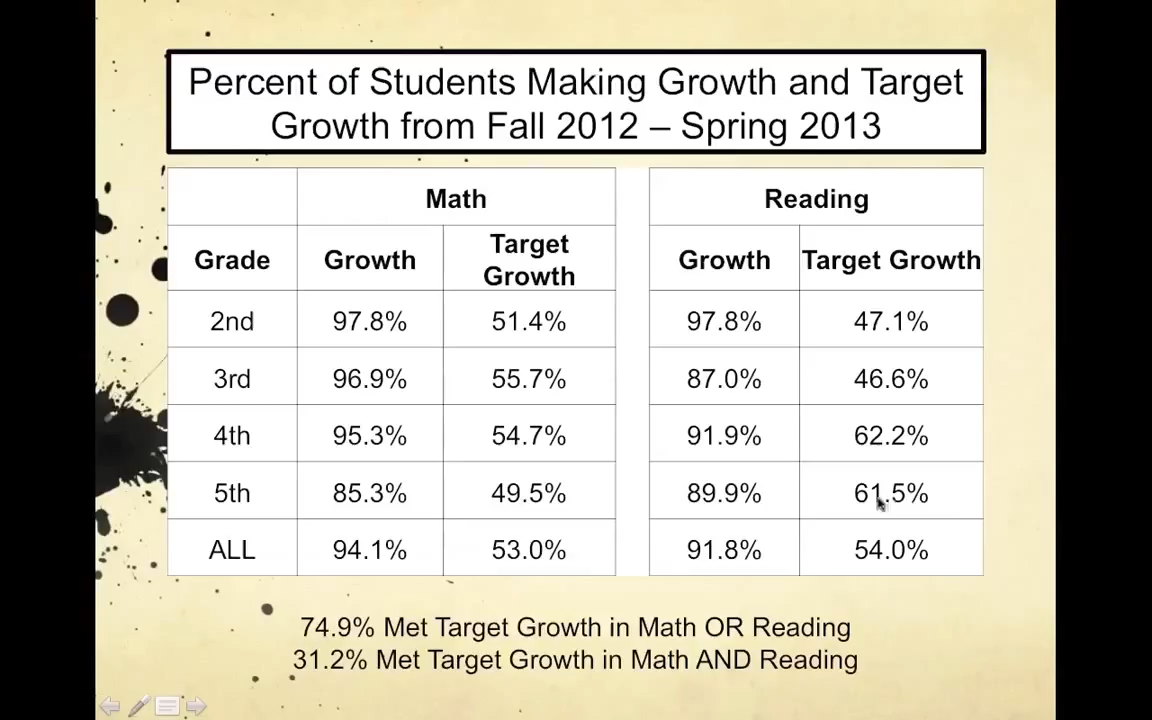 Percent of Students Making Growth and Target
Growth from Fall 2012 – Spring 2013
Math Reading
Grade Growth Target Growth Growth Target Growth
2nd 97.8% 51.4% 97.8% 47.1%
3rd 96.9% 55.7% 87.0% 46.6%
4th 95.3% 54.7% 91.9% 62.2%
5th 85.3% 49.5% 89.9% 61.5%
ALL 94.1% 53.0% 91.8% 54.0%
74.9% Met Target Growth in Math OR Reading
31.2% Met Target Growth in Math AND Reading